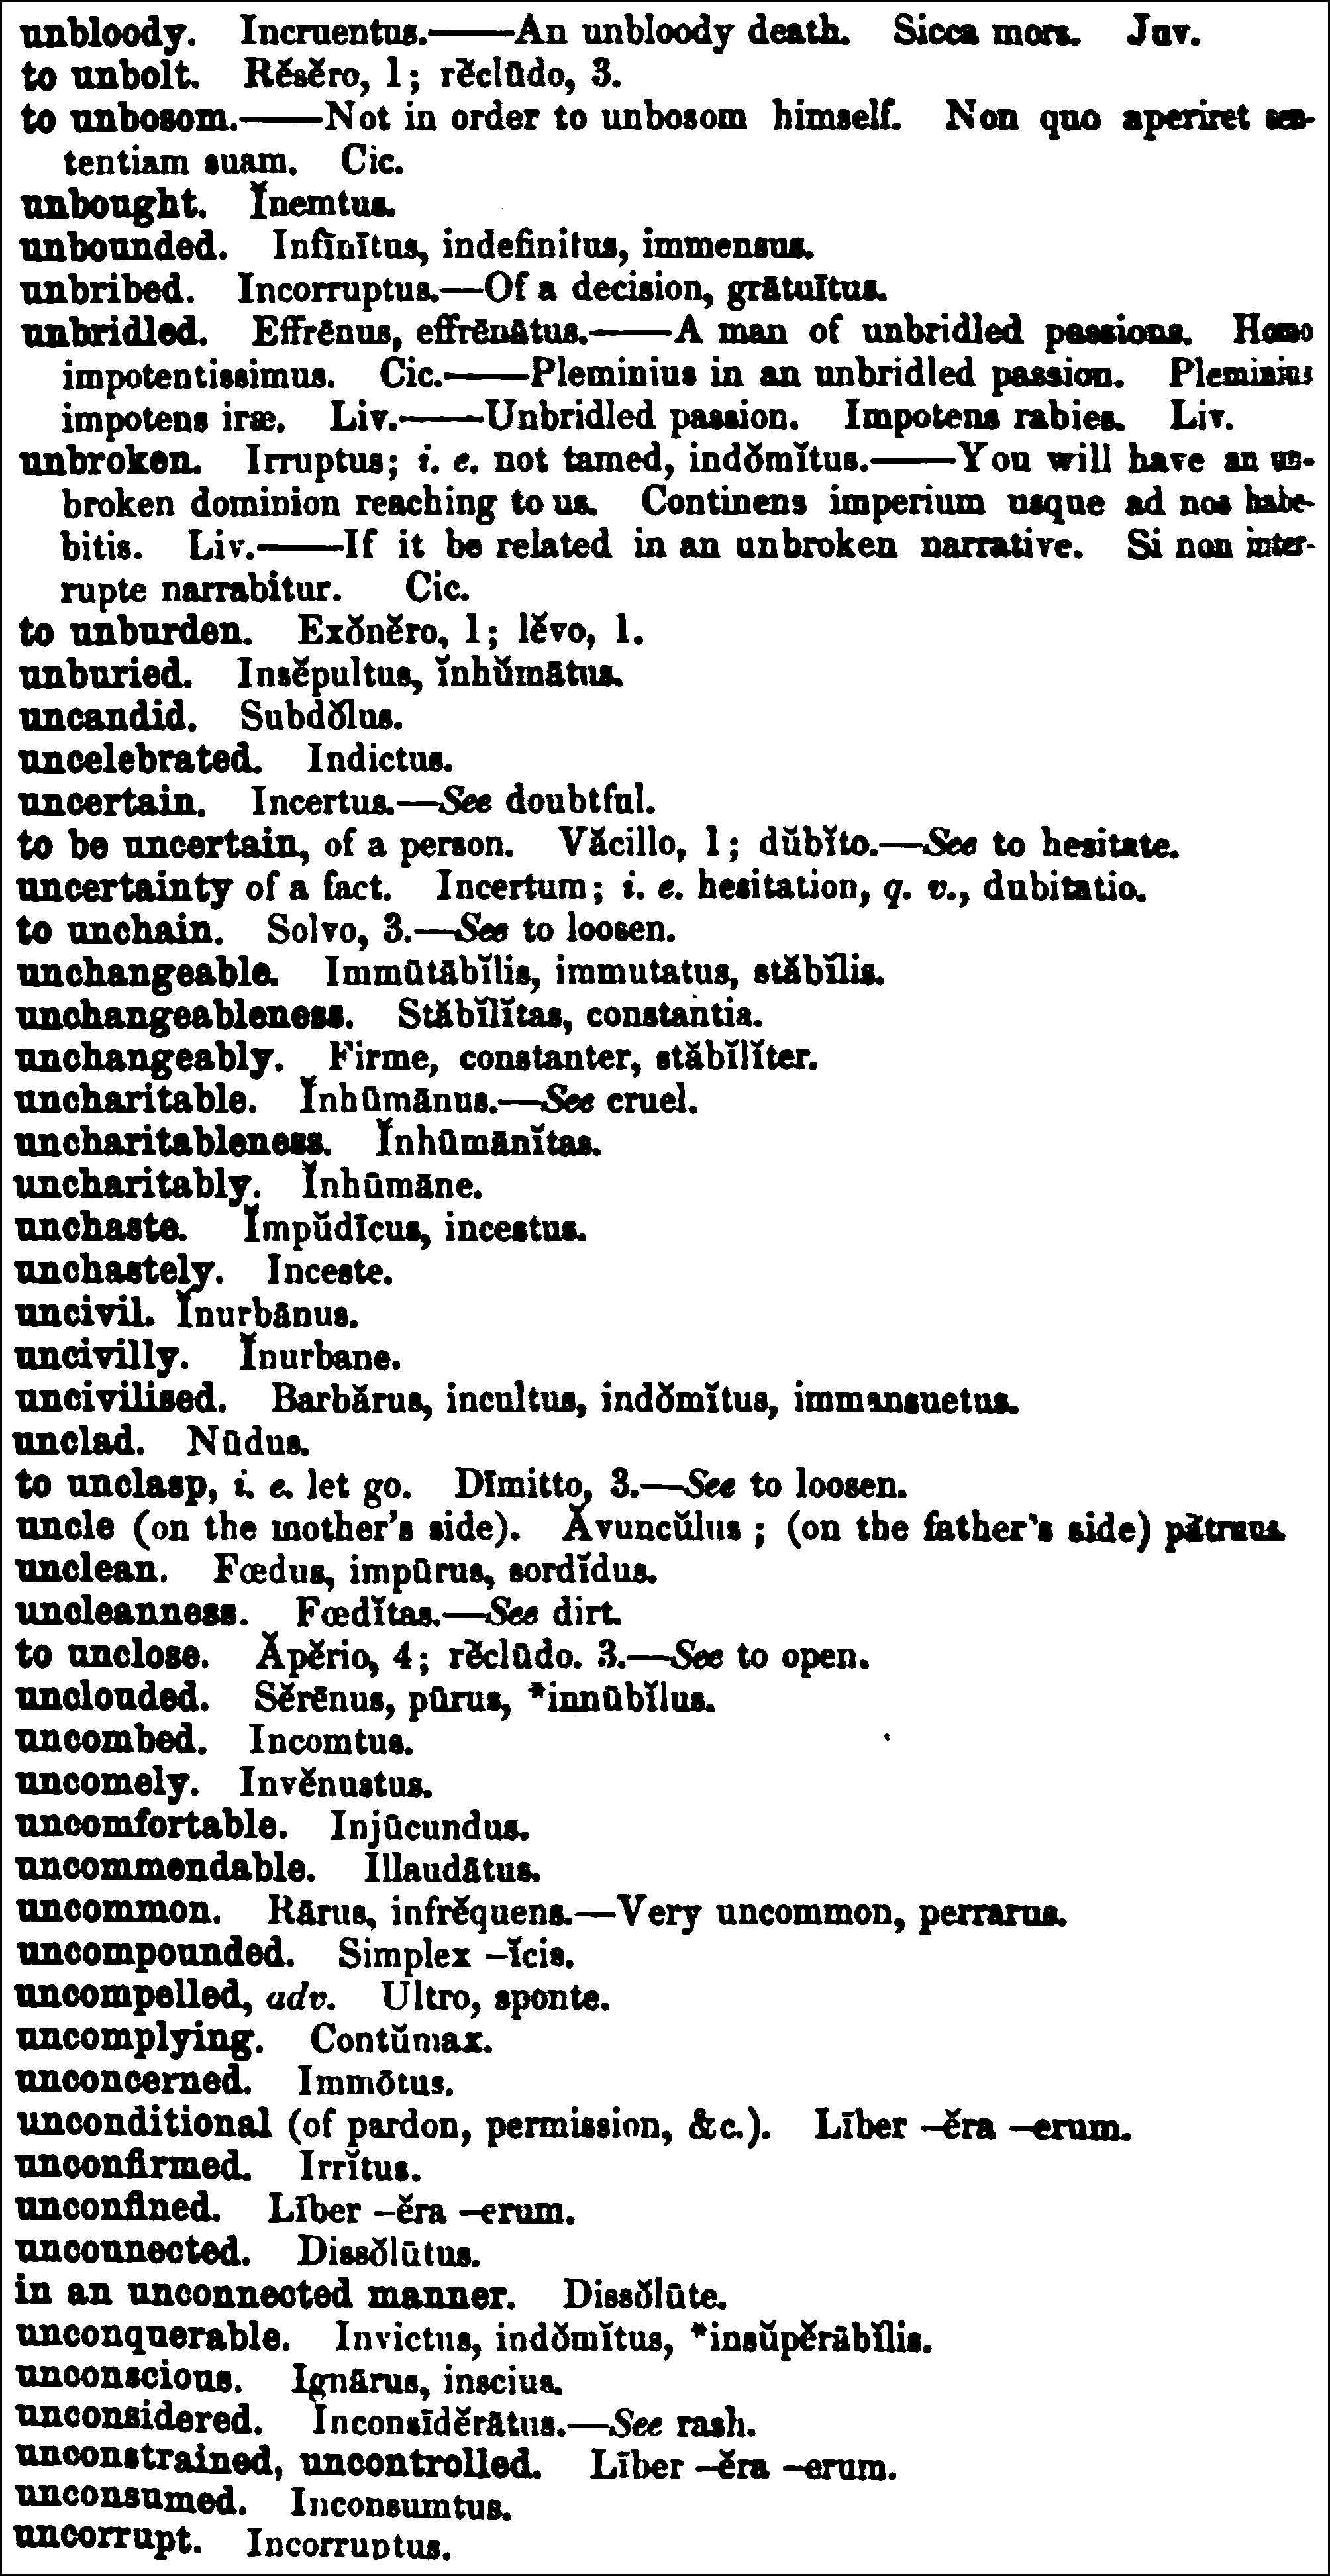 unbloody. Incruentus.——An unbloody death. Sicca mors. Juv.
to unbolt. Rĕsĕro, 1; rĕclūdo, 3.
to unbosom.——Not in order to unbosom himself. Non quo aperiret sen-
tentiam suam. Cic.
unbought. Ĭnemtus.
unbounded. Infīnītus, indefinitus, immensus.
unbribed. Incorruptus.—Of a decision, grātuītus.
unbridled. Effrēnus, effrēnātus.——A man of unbridled passions. Homo
impotentissimus. Cic.——Pleminius in an unbridled passion. Pleminius
impotens iræ. Liv.——Unbridled passion. Impotens rabies. Liv.
unbroken. Irruptus; i. e. not tamed, indŏmĭtus.——You will have an un-
broken dominion reaching to us. Continens imperium usque ad nos habe-
bitis. Liv.——If it be related in an unbroken narrative. Si non inter-
rupte narrabitur. Cic.
to unburden. Exŏnĕro, 1; lĕvo, 1.
unburied. Insĕpultus, ĭnhŭmātus.
uncandid. Subdŏlus.
uncelebrated. Indictus.
uncertain. Incertus.—See doubtful.
to be uncertain, of a person. Văcillo, 1; dŭbĭto.—See to hesitate.
uncertainty of a fact. Incertum; i. e. hesitation, q. v., dubitatio.
to unchain. Solvo, 3.—See to loosen.
unchangeable. Immūtābĭlis, immutatus, stăbĭlis.
unchangeableness. Stăbĭlĭtas, constantia.
unchangeably. Firme, constanter, stăbĭlĭter.
uncharitable. Ĭnhūmānus.—See cruel.
uncharitableness. Ĭnhūmānĭtas.
uncharitably. Ĭnhūmāne.
unchaste. Ĭmpŭdīcus, incestus.
unchastely. Inceste.
uncivil. Ĭnurbānus.
uncivilly. Ĭnurbane.
uncivilised. Barbărus, incultus, indŏmĭtus, immansuetus.
unclad. Nūdus.
to unclasp, i. e. let go. Dīmitto, 3.—See to loosen.
uncle (on the mother's side). Ăvuncŭlus; (on the father's side) pătruus.
unclean. Fœdus, impūrus, sordĭdus.
uncleanness. Fœdĭtas.—See dirt.
to unclose. Ăpĕrio, 4; rĕclūdo. 3.—See to open.
unclouded. Sĕrēnus, pūrus, *innūbĭlus.
uncombed. Incomtus.
uncomely. Invĕnustus.
uncomfortable. Injūcundus.
uncommendable. Illaudātus.
uncommon. Rārus, infrĕquens.—Very uncommon, perrarus.
uncompounded. Simplex –ĭcis.
uncompelled, adv. Ultro, sponte.
uncomplying. Contŭmax.
unconcerned. Immōtus.
unconditional (of pardon, permission, &c.). Līber –ĕra –erum.
unconfirmed. Irrĭtus.
unconfined. Līber –ĕra –erum.
unconnected. Dissŏlūtus.
in an unconnected manner. Dissŏlūte.
unconquerable. Invictus, indŏmĭtus, *insŭpĕrābĭlis.
unconscious. Ignārus, inscius.
unconsidered. Inconsīdĕrātus.—See rash.
unconstrained, uncontrolled. Līber –ĕra –erum.
unconsumed. Inconsumtus.
uncorrupt. Incorruptus.